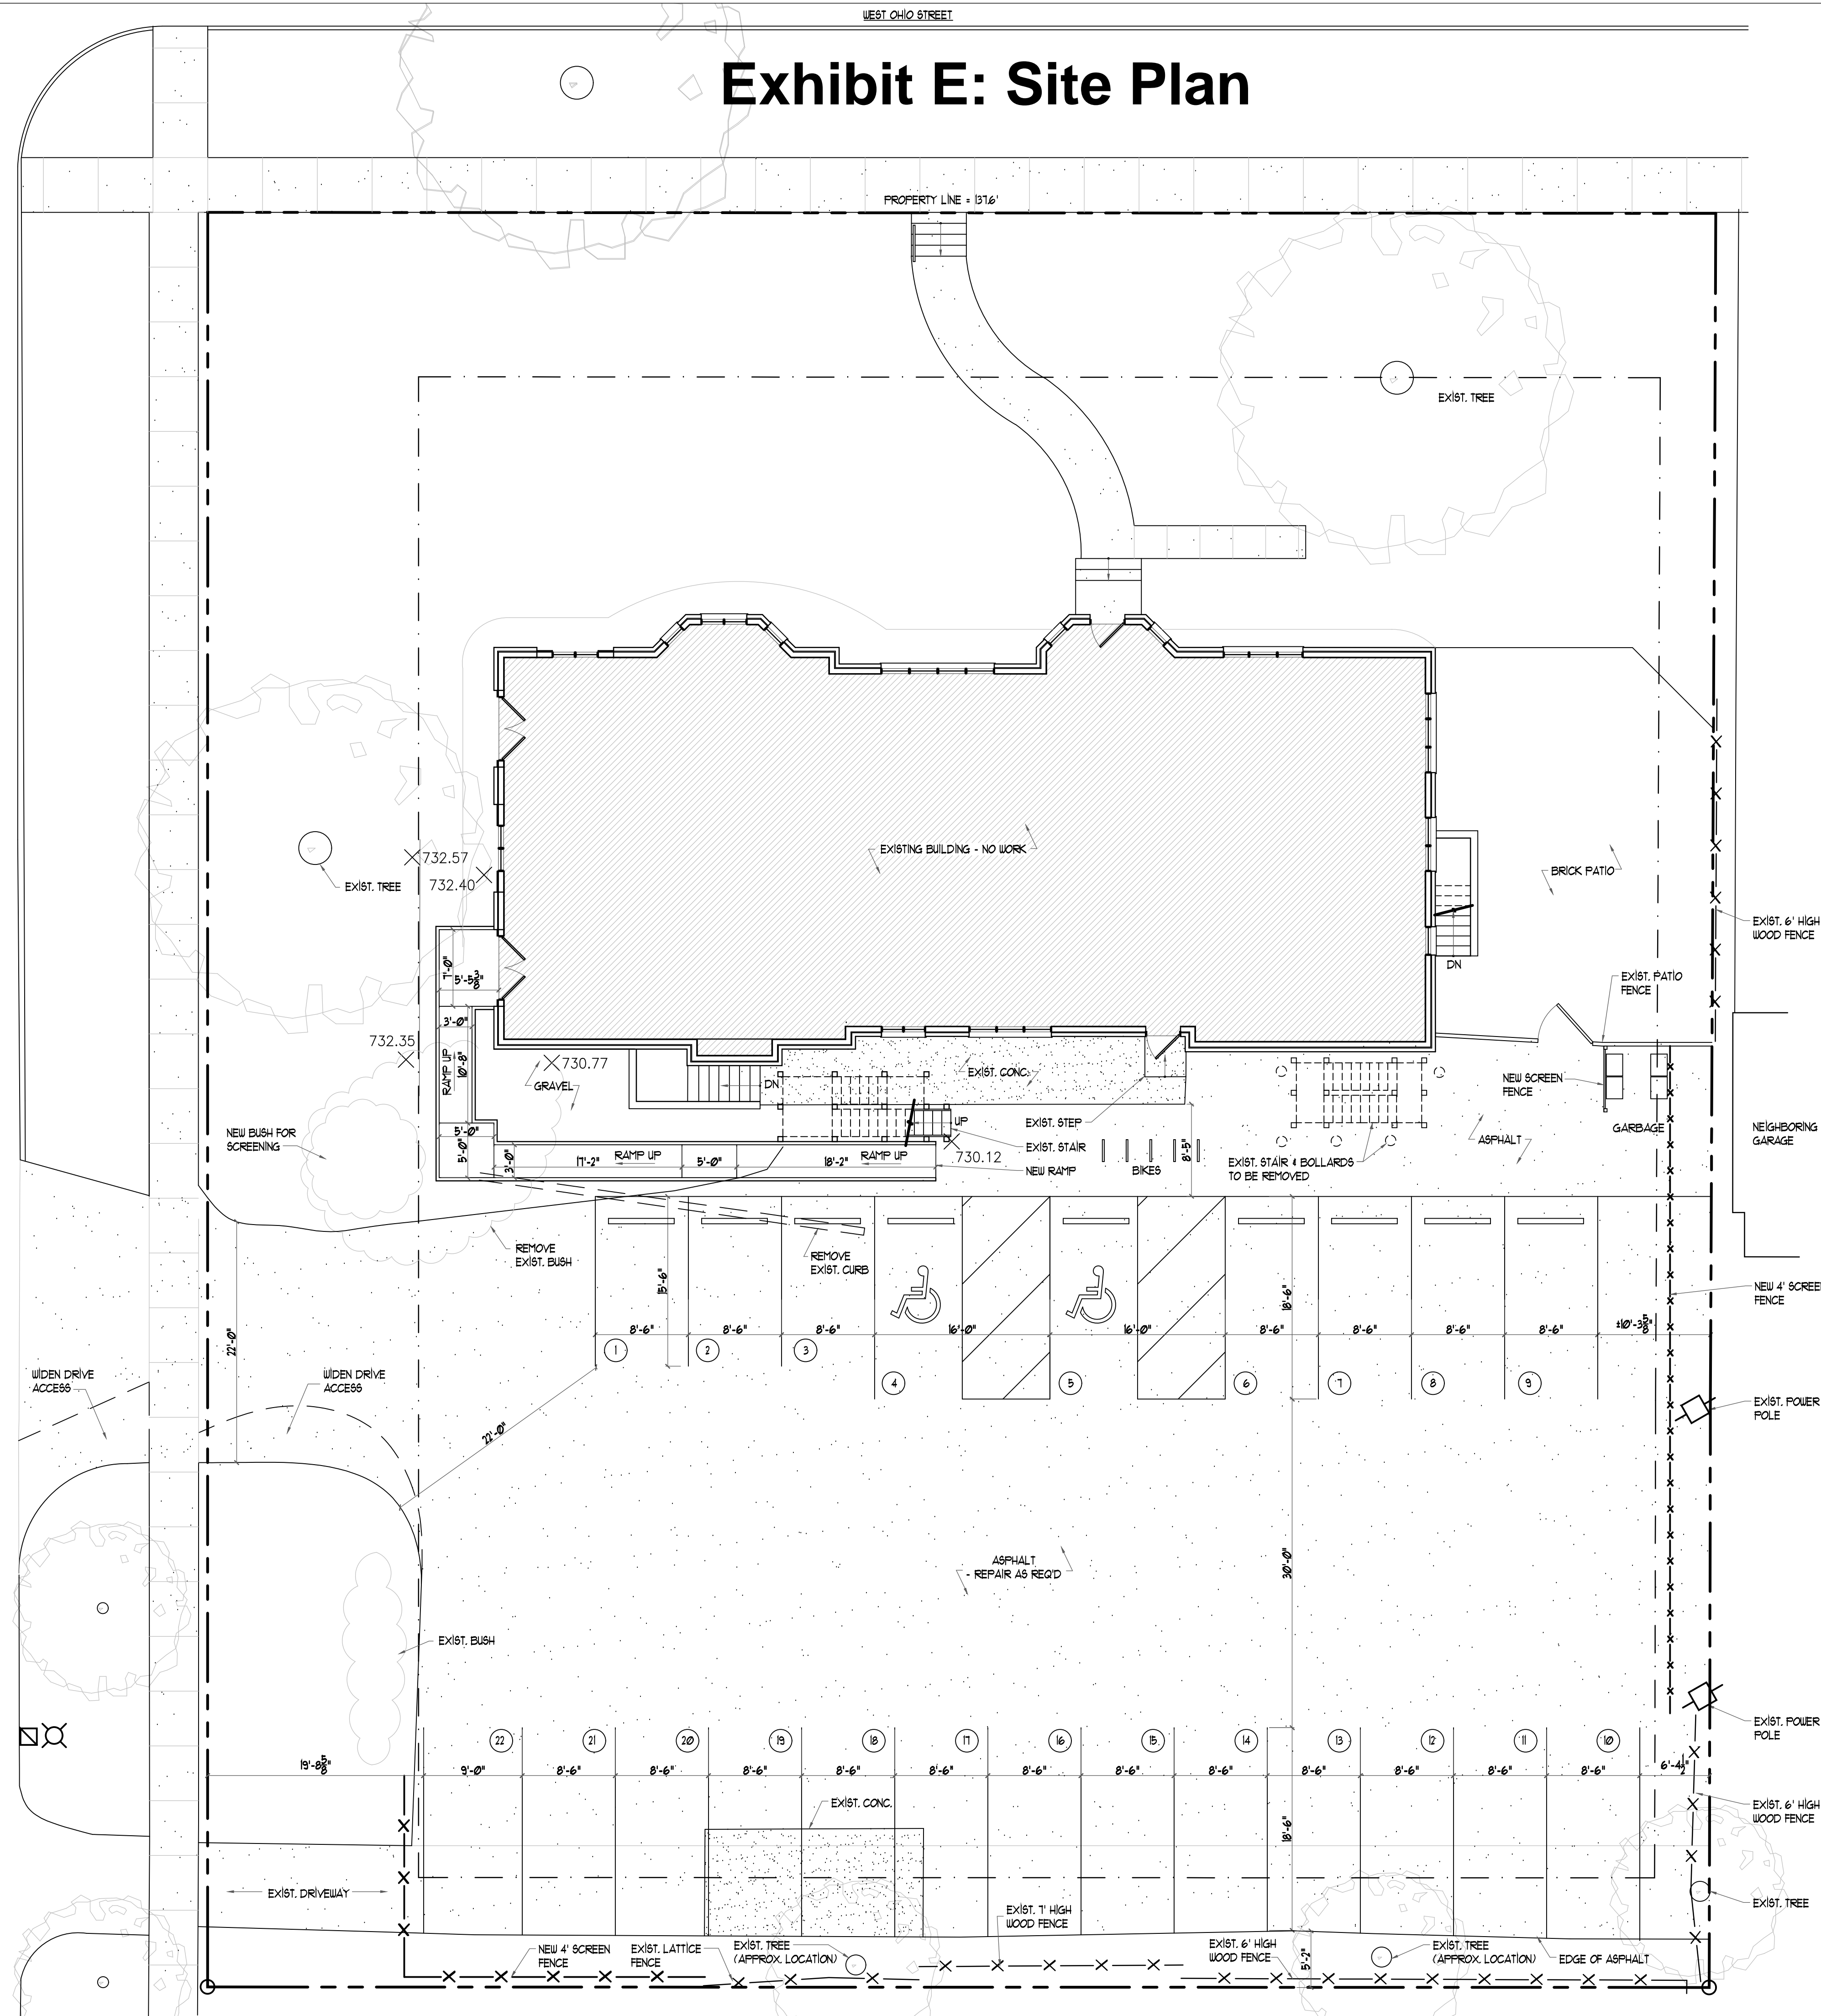 WEST OHIO STREET
Exhibit E: Site Plan
PROPERTY LINE = 137.6'
EXIST. TREE
EXISTING BUILDING - NO WORK
732.57
732.40
EXIST. TREE
BRICK PATIO
EXIST. 6' HIGH
WOOD FENCE
DN
EXIST. PATIO
FENCE
7'-0"
5'-5 3/8"
3'-0"
732.35
RAMP UP
10'-8"
730.77
GRAVEL
DN
EXIST. CONC.
NEW SCREEN
FENCE
GARBAGE
NEIGHBORING
GARAGE
NEW BUSH FOR
SCREENING
5'-0"
5'-0"
3'-0"
UP
EXIST. STEP
EXIST. STAIR
NEW RAMP
730.12
17'-2"
RAMP UP
5'-0"
18'-2"
RAMP UP
BIKES
8'-5"
ASPHALT
EXIST. STAIR & BOLLARDS
TO BE REMOVED
REMOVE
EXIST. BUSH
REMOVE
EXIST. CURB
15'-6"
18'-6"
NEW 4' SCREE
FENCE
22'-0"
8'-6"
8'-6"
8'-6"
16'-0"
16'-0"
8'-6"
8'-6"
8'-6"
8'-6"
±10'-3 5/8"
1
2
3
4
5
6
7
8
9
WIDEN DRIVE
ACCESS
WIDEN DRIVE
ACCESS
EXIST. POWER
POLE
22'-0"
ASPHALT
- REPAIR AS REQ'D
30'-0"
EXIST. BUSH
EXIST. POWER
POLE
22
21
20
19
18
17
16
15
14
13
12
11
10
19'-8 5/8"
9'-0"
8'-6"
8'-6"
8'-6"
8'-6"
8'-6"
8'-6"
8'-6"
8'-6"
8'-6"
8'-6"
8'-6"
8'-6"
6'-4 1/2"
EXIST. CONC.
18'-6"
EXIST. 6' HIGH
WOOD FENCE
EXIST. DRIVEWAY
EXIST. TREE
EXIST. 7' HIGH
WOOD FENCE
NEW 4' SCREEN
FENCE
EXIST. LATTICE
FENCE
EXIST. TREE
(APPROX. LOCATION)
EXIST. 6' HIGH
WOOD FENCE
5'-2"
EXIST. TREE
(APPROX. LOCATION)
EDGE OF ASPHALT